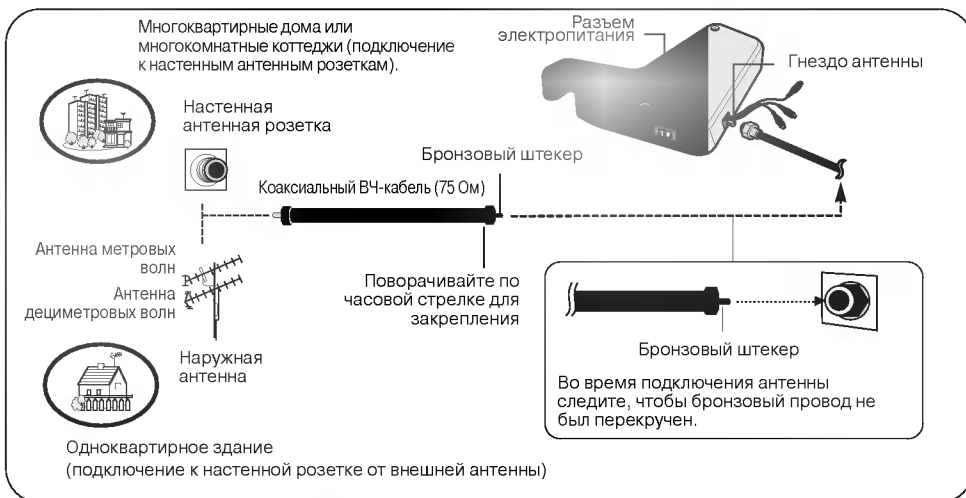 Многоквартирные дома или
многокомнатные коттеджи (подключение
к настенным антенным розеткам).
Разъем
электропитания
Гнездо антенны
Настенная
антенная розетка
Бронзовый штекер
Коаксиальный ВЧ-кабель (75 Ом)
Антенна метровых
волн
Антенна
дециметровых волн
Поворачивайте по
часовой стрелке для
закрепления
Наружная
антенна
Бронзовый штекер
Во время подключения антенны
следите, чтобы бронзовый провод не
был перекручен.
Одноквартирное здание
(подключение к настенной розетке от внешней антенны)